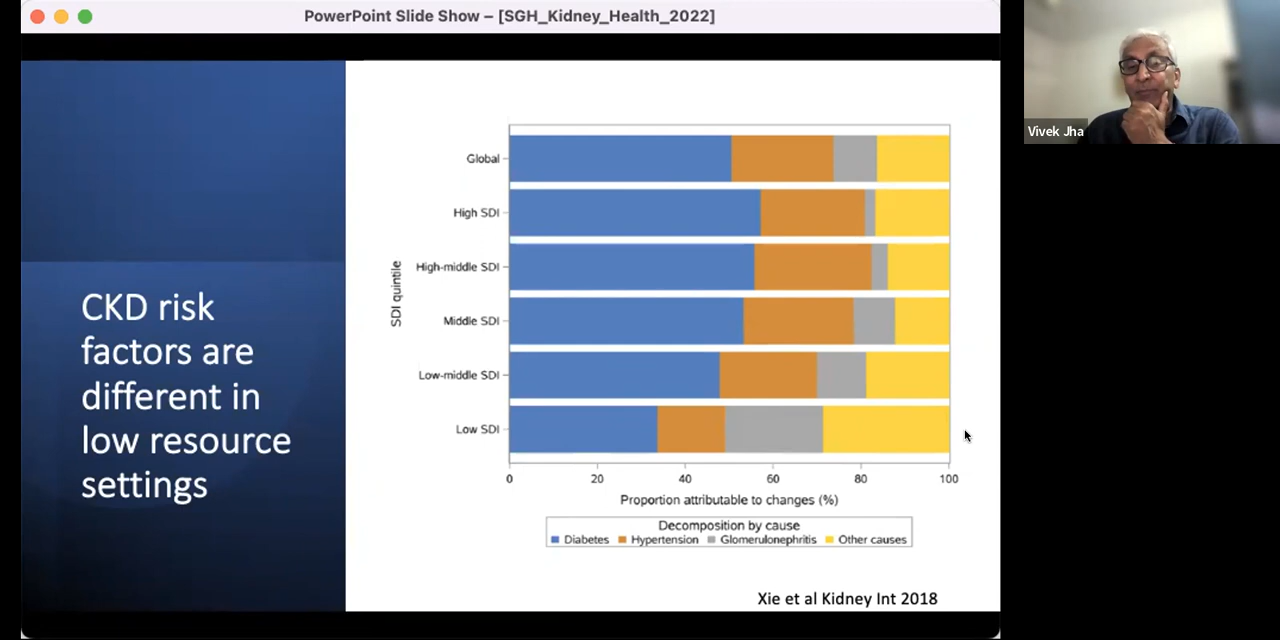 PowerPoint Slide Show – [SGH_Kidney_Health_2022]
Vivek Jha
CKD risk
factors are
different in
low resource
settings
SDI quintile
Global
High SDI
High-middle SDI
Middle SDI
Low-middle SDI
Low SDI
0 20 40 60 80 100
Proportion attributable to changes (%)
Decomposition by cause
Diabetes Hypertension Glomerulonephritis Other causes
Xie et al Kidney Int 2018